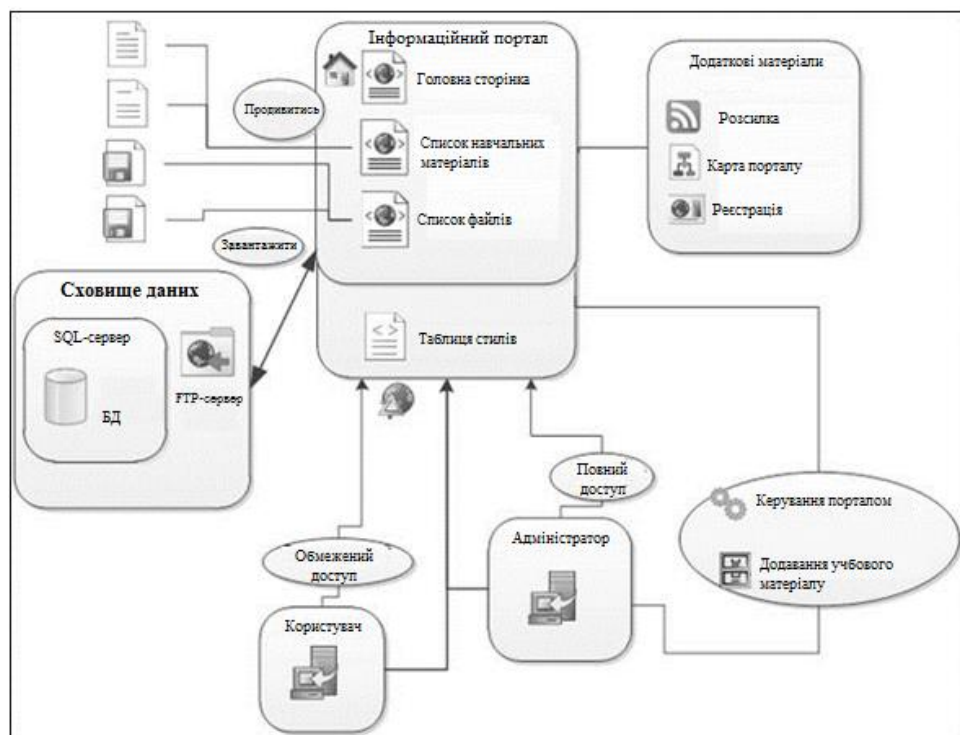 Інформаційний портал
Головна сторінка
Список навчальних
матеріалів
Список файлів
Таблиця стилів
Продивитись
Завантажити
Додаткові матеріали
Розсилка
Карта порталу
Реєстрація
Сховище даних
SQL-сервер
БД
FTP-сервер
Обмежений
доступ
Користувач
Повний
доступ
Адміністратор
Керування порталом
Додавання учбового
матеріалу